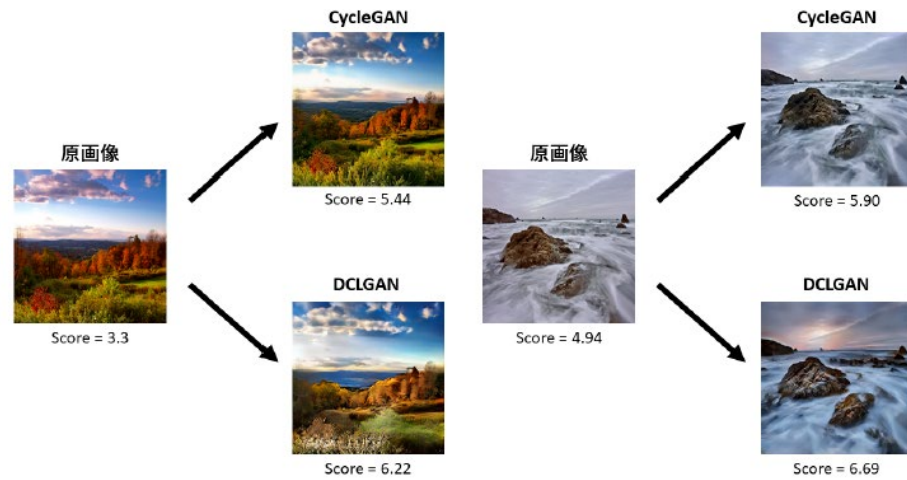 CycleGAN
Score = 5.44
原画像
Score = 3.3
DCLGAN
Score = 6.22
CycleGAN
Score = 5.90
原画像
Score = 4.94
DCLGAN
Score = 6.69